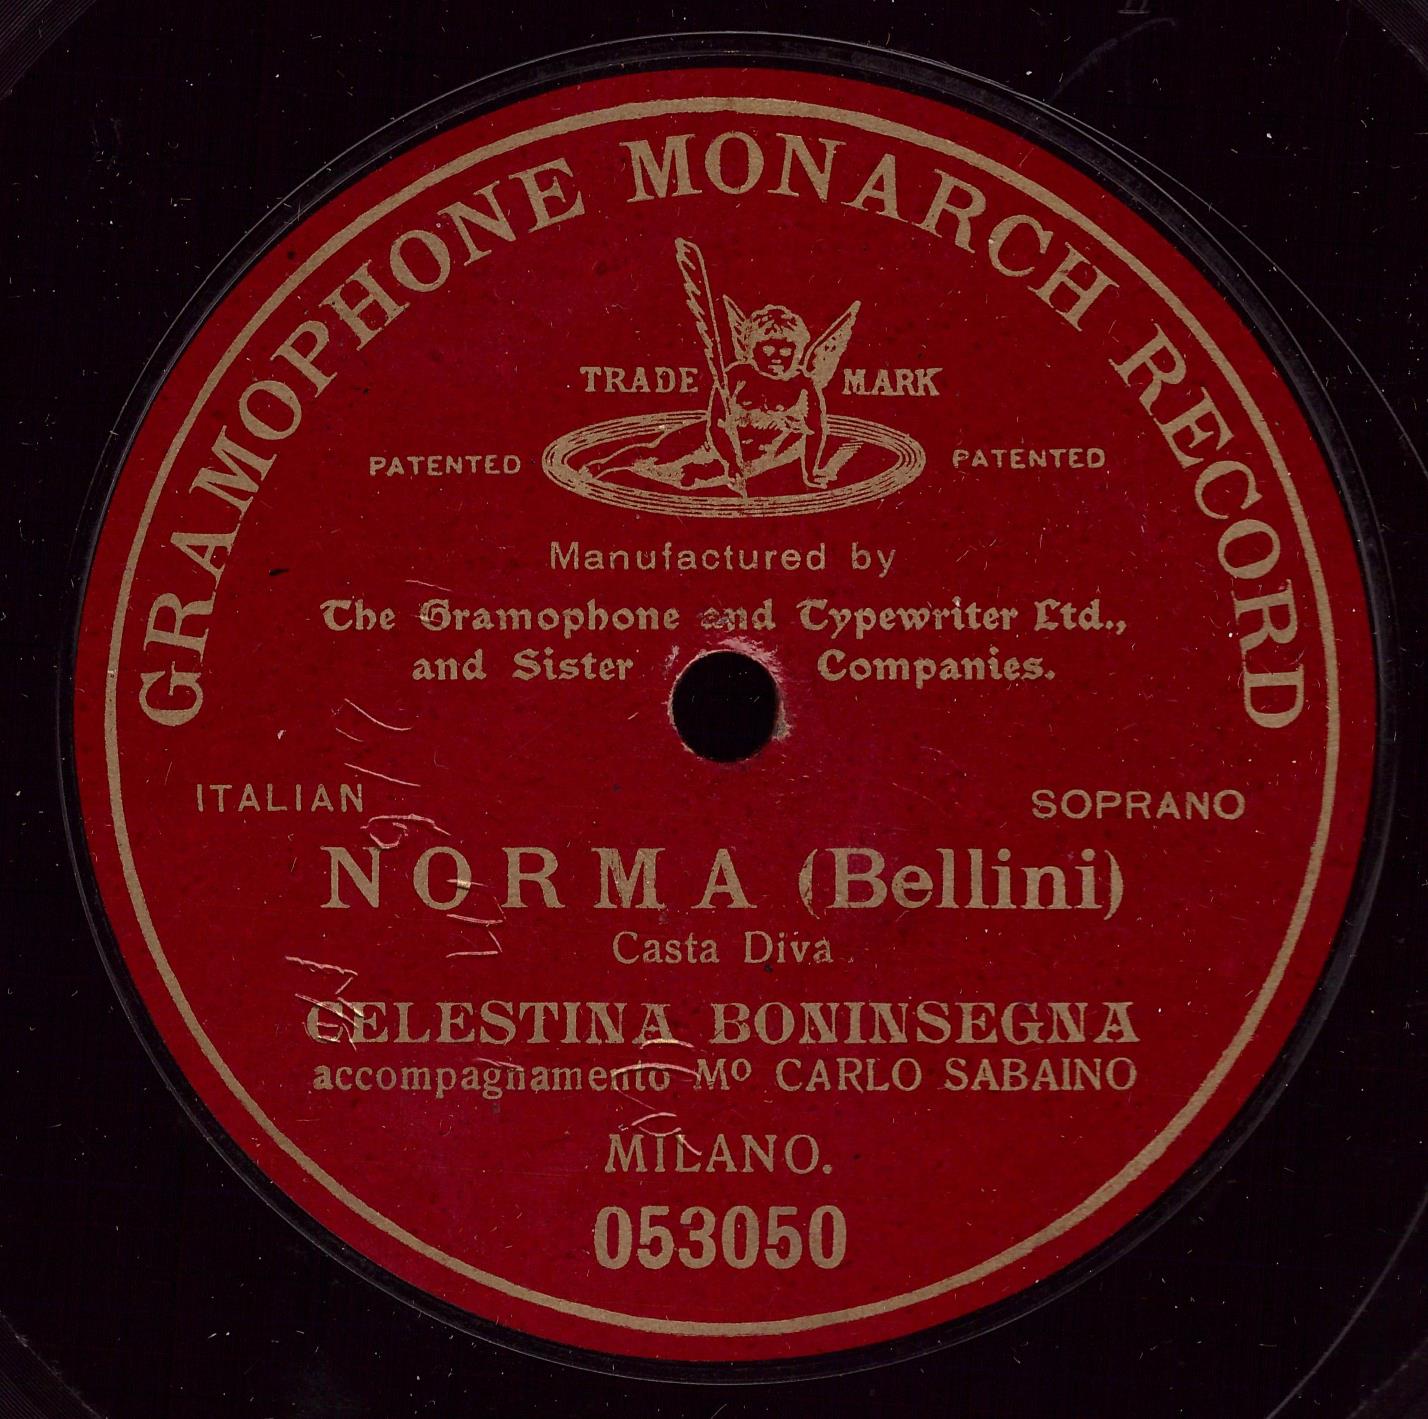 GRAMOPHONE MONARCH RECORD
TRADE MARK
PATENTED PATENTED
Manufactured by
The Gramophone and Typewriter Ltd.,
and Sister Companies.
ITALIAN SOPRANO
NORMA (Bellini)
Casta Diva
CELESTINA BONINSEGNA
accompagnamento Mº CARLO SABAINO
MILANO.
053050